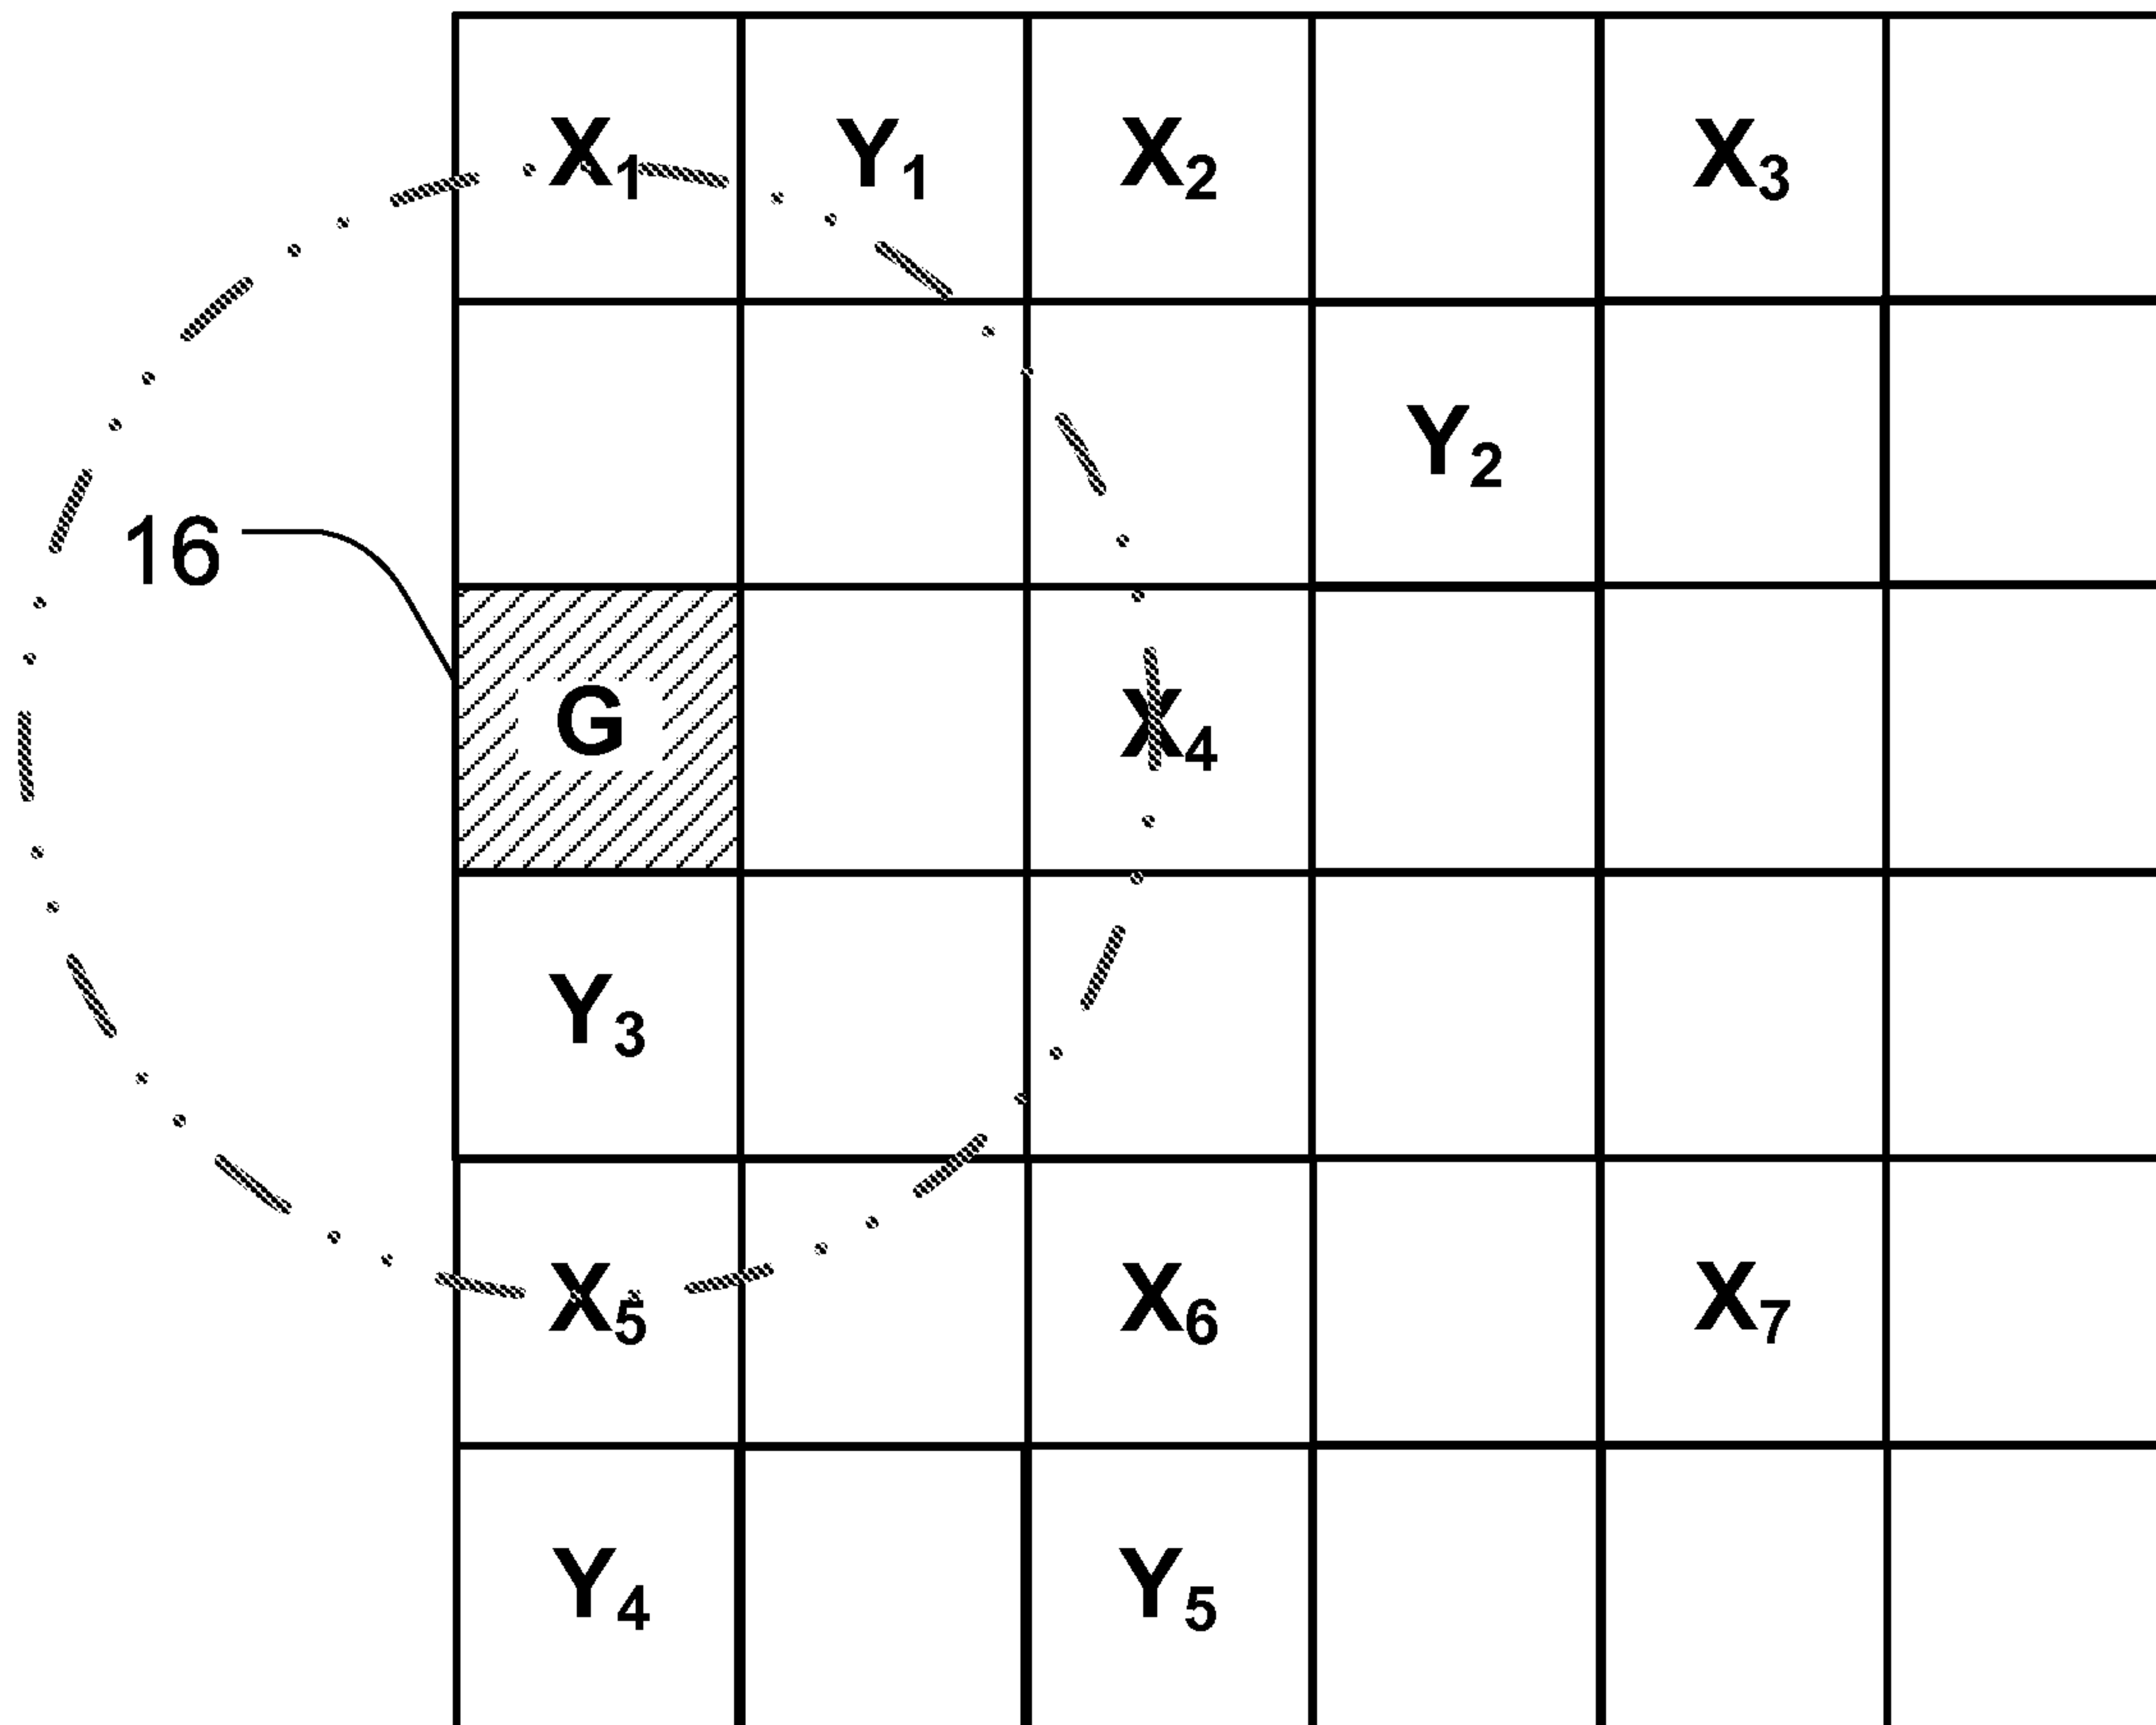 X₁ Y₁ X₂ X₃
Y₂
16
G X₄
Y₃
X₅ X₆ X₇
Y₄ Y₅